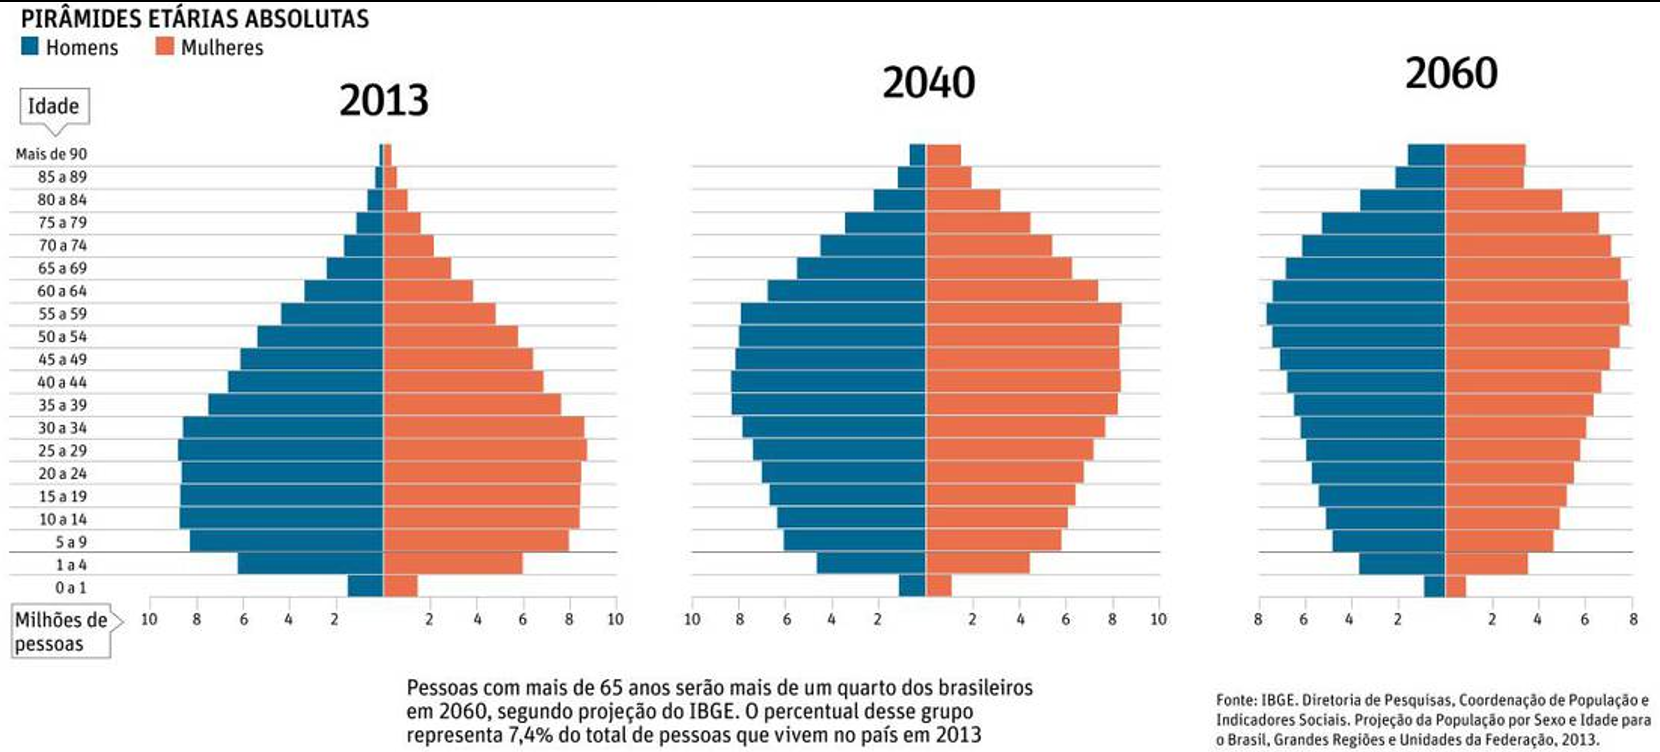 PIRÂMIDES ETÁRIAS ABSOLUTAS
Homens Mulheres
Idade
2013
2040
2060
Mais de 90
85 a 89
80 a 84
75 a 79
70 a 74
65 a 69
60 a 64
55 a 59
50 a 54
45 a 49
40 a 44
35 a 39
30 a 34
25 a 29
20 a 24
15 a 19
10 a 14
5 a 9
1 a 4
0 a 1
Milhões de
pessoas
10 8 6 4 2 2 4 6 8 10
10 8 6 4 2 2 4 6 8 10
8 6 4 2 2 4 6 8
Pessoas com mais de 65 anos serão mais de um quarto dos brasileiros
em 2060, segundo projeção do IBGE. O percentual desse grupo
representa 7,4% do total de pessoas que vivem no país em 2013
Fonte: IBGE. Diretoria de Pesquisas, Coordenação de População e
Indicadores Sociais. Projeção da População por Sexo e Idade para
o Brasil, Grandes Regiões e Unidades da Federação, 2013.